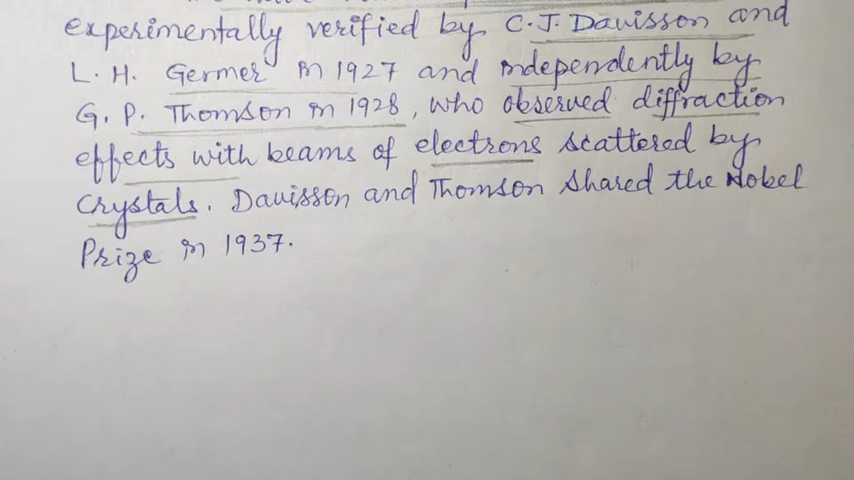 experimentally verified by C.J. Davisson and
L. H. Germer in 1927 and independently by
G. P. Thomson in 1928, who observed diffraction
effects with beams of electrons scattered by
Crystals. Davisson and Thomson shared the Nobel
Prize in 1937.